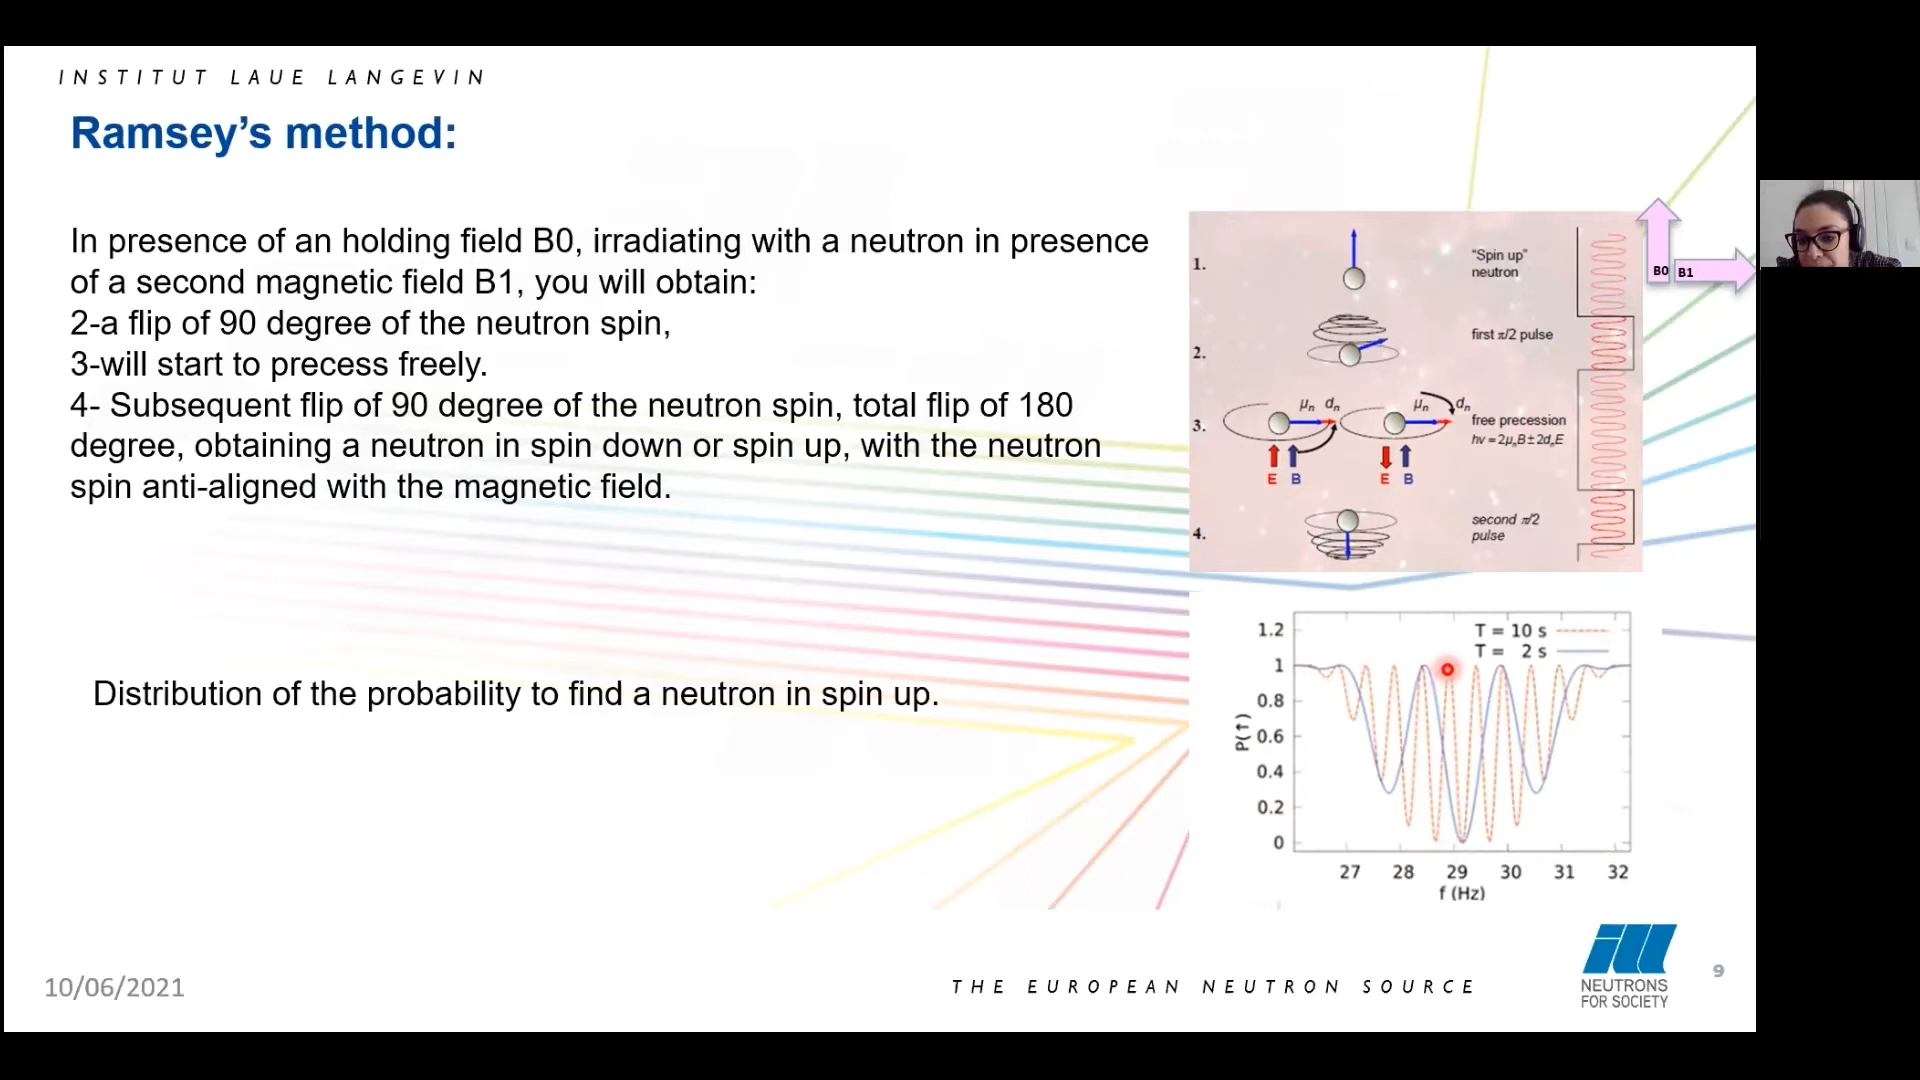 INSTITUT LAUE LANGEVIN
Ramsey’s method:
In presence of an holding field B0, irradiating with a neutron in presence
of a second magnetic field B1, you will obtain:
2-a flip of 90 degree of the neutron spin,
3-will start to precess freely.
4- Subsequent flip of 90 degree of the neutron spin, total flip of 180
degree, obtaining a neutron in spin down or spin up, with the neutron
spin anti-aligned with the magnetic field.
Distribution of the probability to find a neutron in spin up.
1.
“Spin up”
neutron
B0 B1
2.
first π/2 pulse
3.
μn dn
μn dn
free precession
hν = 2μnB ± 2dnE
E B
E B
4.
second π/2
pulse
T = 10 s
T = 2 s
1.2
1
0.8
0.6
0.4
0.2
0
P(↑)
27 28 29 30 31 32
f (Hz)
10/06/2021
THE EUROPEAN NEUTRON SOURCE
ill
NEUTRONS
FOR SOCIETY
9